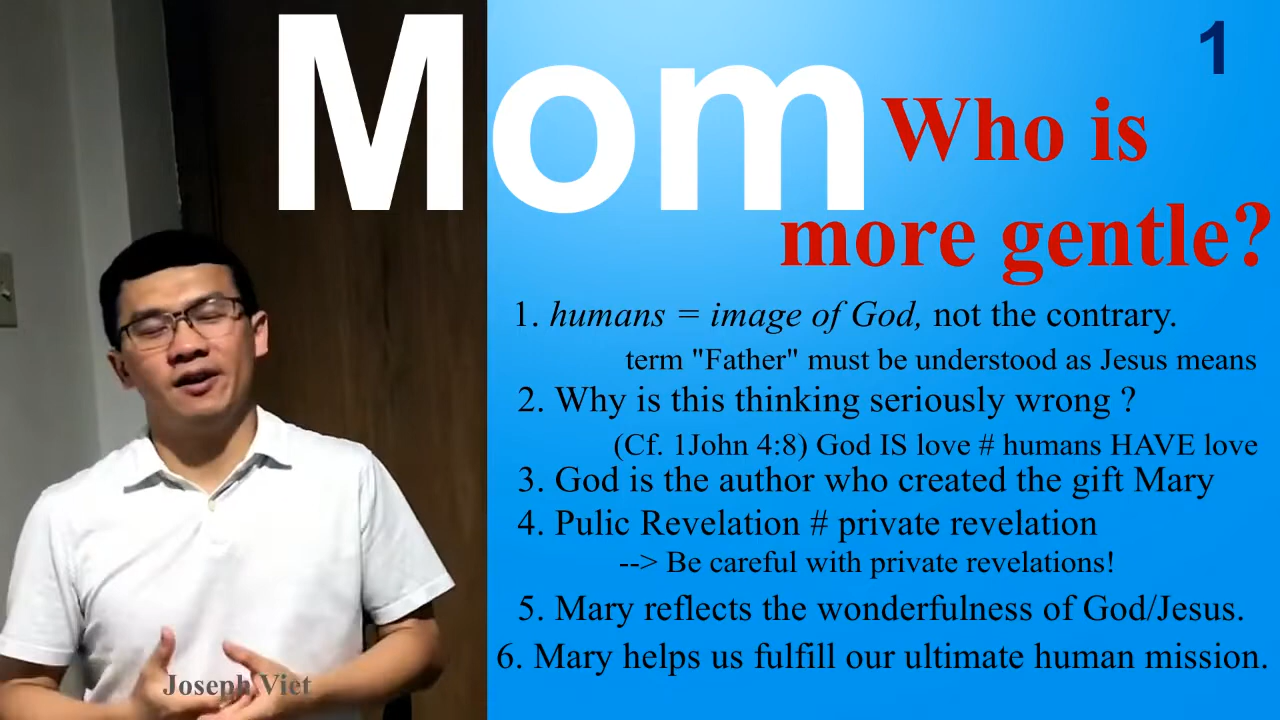 1
Mom
Who is
more gentle?
1. humans = image of God, not the contrary.
term "Father" must be understood as Jesus means
2. Why is this thinking seriously wrong ?
(Cf. 1John 4:8) God IS love # humans HAVE love
3. God is the author who created the gift Mary
4. Pulic Revelation # private revelation
--> Be careful with private revelations!
5. Mary reflects the wonderfulness of God/Jesus.
6. Mary helps us fulfill our ultimate human mission.
Joseph Viet